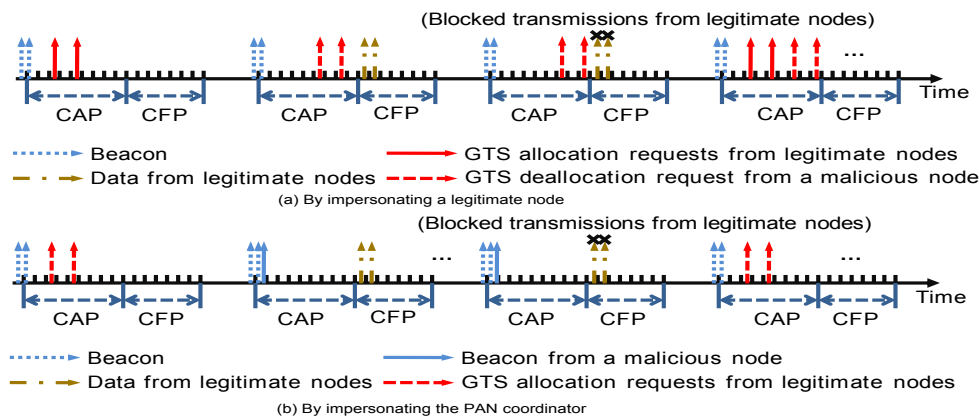 (Blocked transmissions from legitimate nodes)
...
Time
CAP CFP CAP CFP CAP CFP CAP CFP
Beacon GTS allocation requests from legitimate nodes
Data from legitimate nodes GTS deallocation request from a malicious node
(a) By impersonating a legitimate node
(Blocked transmissions from legitimate nodes)
... ...
Time
CAP CFP CAP CFP CAP CFP CAP CFP
Beacon Beacon from a malicious node
Data from legitimate nodes GTS allocation requests from legitimate nodes
(b) By impersonating the PAN coordinator